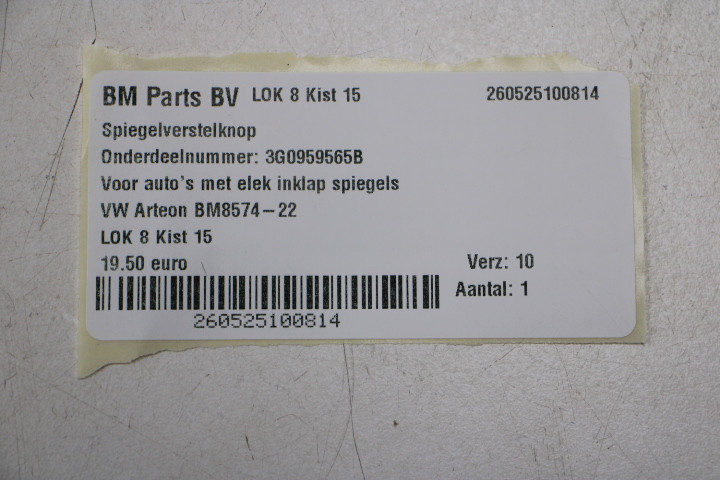 BM Parts BV LOK 8 Kist 15 260525100814
Spiegelverstelknop
Onderdeelnummer: 3G0959565B
Voor auto's met elek inklap spiegels
VW Arteon BM8574-22
LOK 8 Kist 15
19.50 euro Verz: 10
Aantal: 1
260525100814